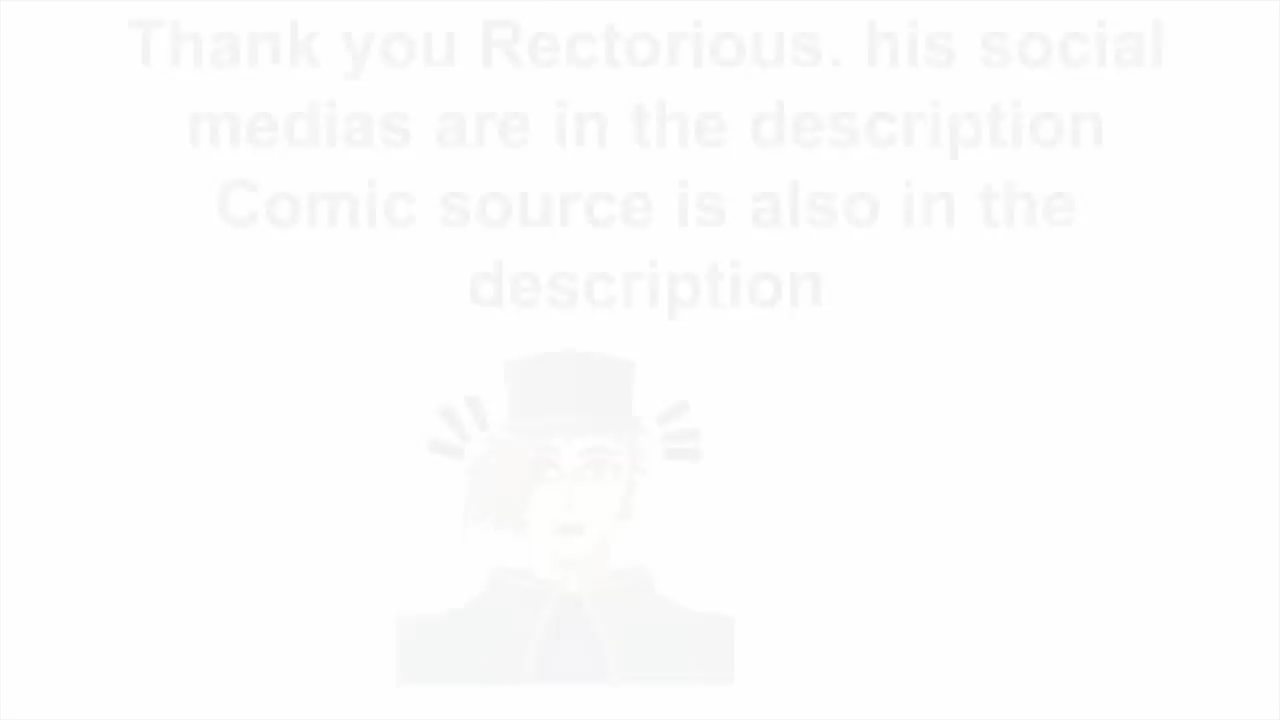 Thank you Rectorious. his social
medias are in the description
Comic source is also in the
description